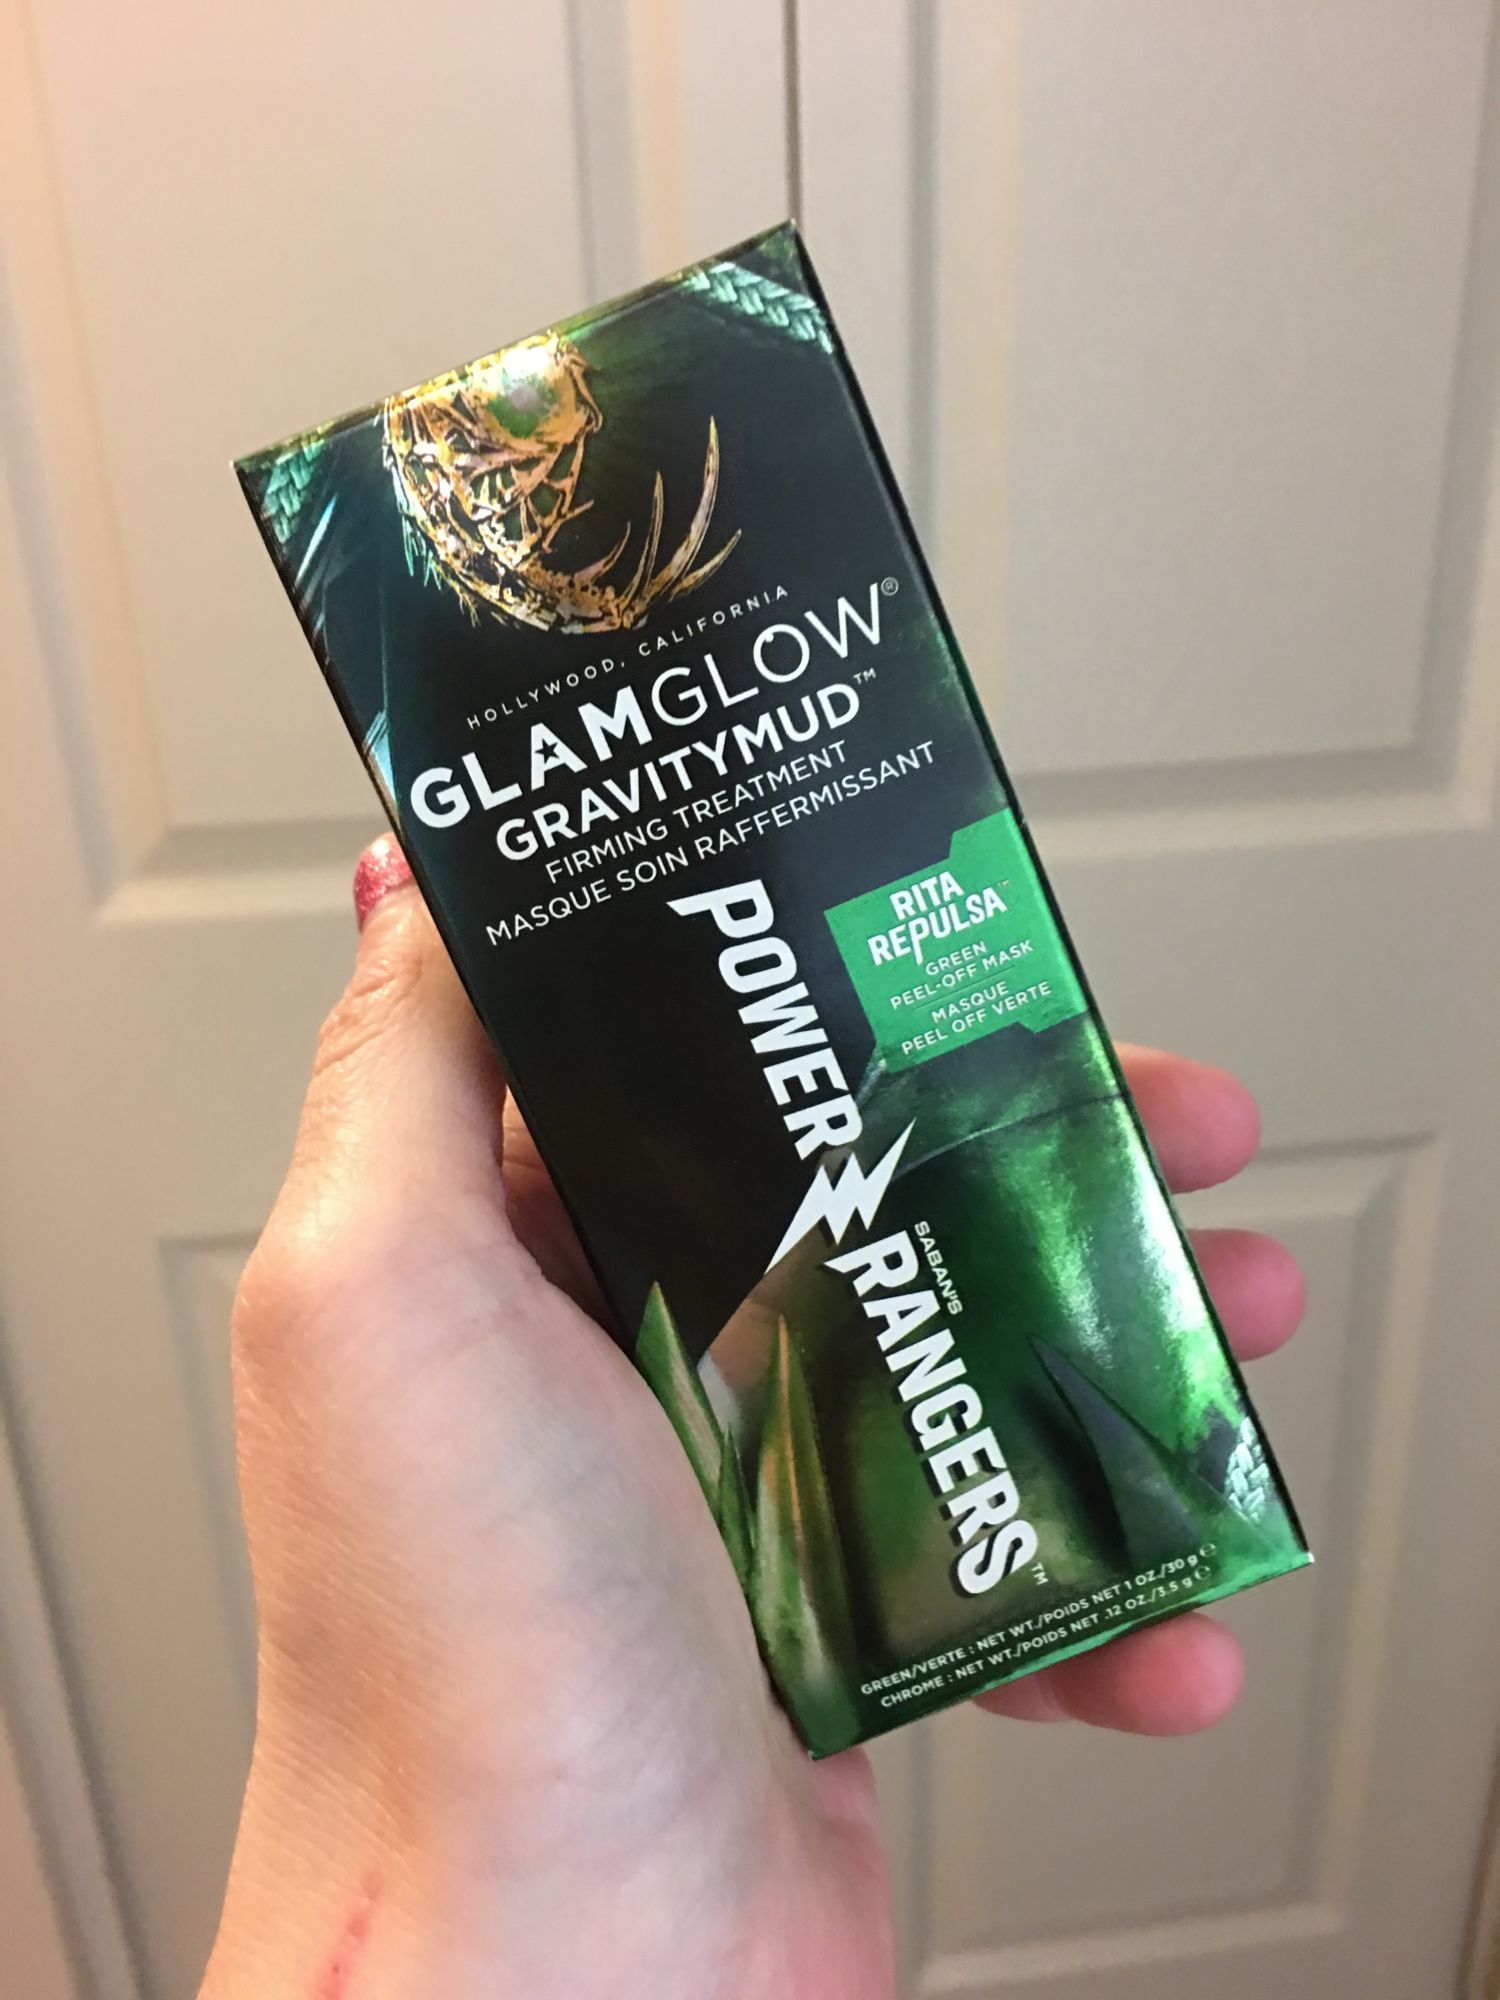 HOLLYWOOD, CALIFORNIA
GLAMGLOW®
GRAVITYMUD™
FIRMING TREATMENT
MASQUE SOIN RAFFERMISSANT
RITA
REPULSA™
GREEN
PEEL-OFF MASK
MASQUE
PEEL OFF VERTE
SABAN'S
POWER RANGERS™
GREEN/VERTE : NET WT./POIDS NET 1 OZ./30 g ℮
CHROME : NET WT./POIDS NET .12 OZ./3.5 g ℮